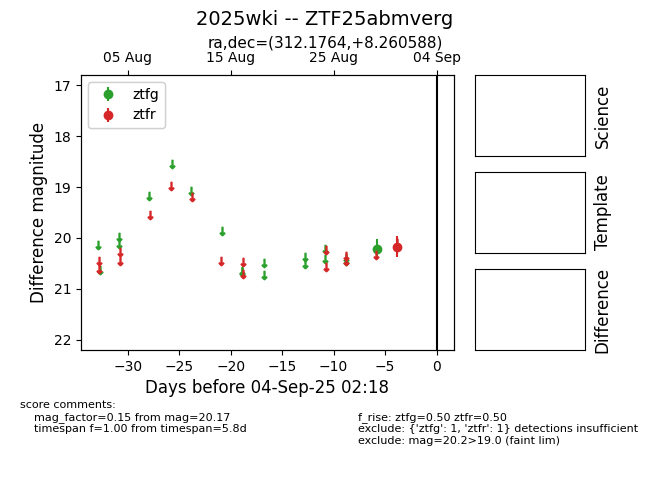 2025wki -- ZTF25abmverg
ra,dec=(312.1764,+8.260588)
05 Aug 15 Aug 25 Aug 04 Sep
ztfg
ztfr
17
18
19
20
21
22
Difference magnitude
−30 −25 −20 −15 −10 −5 0
Days before 04-Sep-25 02:18
Science
Template
Difference
score comments:
mag_factor=0.15 from mag=20.17
timespan f=1.00 from timespan=5.8d
f_rise: ztfg=0.50 ztfr=0.50
exclude: {'ztfg': 1, 'ztfr': 1} detections insufficient
exclude: mag=20.2>19.0 (faint lim)